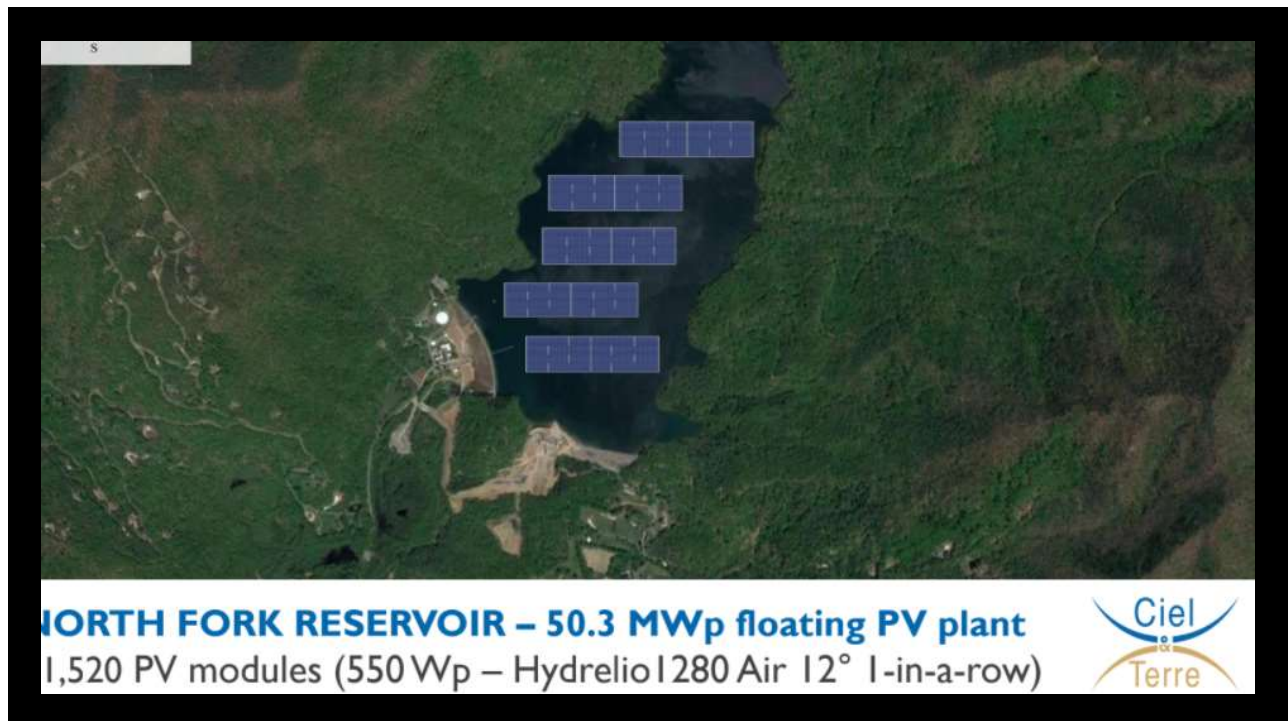 S
NORTH FORK RESERVOIR – 50.3 MWp floating PV plant
1,520 PV modules (550 Wp – Hydrelio1280 Air 12° 1-in-a-row)
Ciel
&
Terre